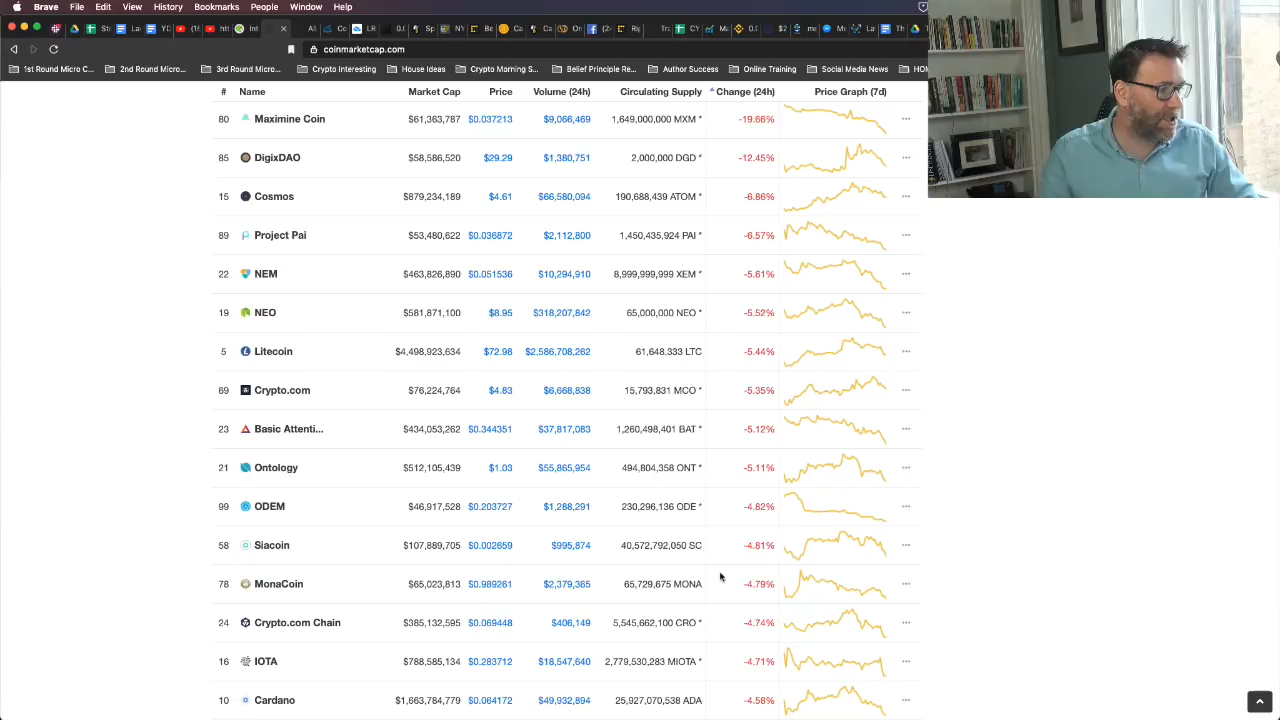 Brave File Edit View History Bookmarks People Window Help
coinmarketcap.com
1st Round Micro C... 2nd Round Micro... 3rd Round Micro... Crypto Interesting House Lust Crypto Morning S... Belief Principle Re... Author Success Online Training Social Media News
# Name Market Cap Price Volume (24h) Circulating Supply Change (24h) Price Graph (7d)
80 Maximine Coin $61,363,787 $0.037213 $9,066,469 1,649,000,000 MXM * -19.66%
85 DigixDAO $58,586,520 $29.29 $1,380,751 2,000,000 DGD * -12.45%
15 Cosmos $879,234,189 $4.61 $66,580,094 190,688,439 ATOM * -6.86%
89 Project Pai $53,480,622 $0.036872 $2,112,800 1,450,435,924 PAI * -6.57%
22 NEM $463,826,890 $0.051536 $10,294,910 8,999,999,999 XEM * -5.61%
19 NEO $581,871,100 $8.95 $318,207,842 65,000,000 NEO * -5.52%
5 Litecoin $4,498,923,634 $72.98 $2,586,708,262 61,648,333 LTC -5.44%
69 Crypto.com $76,224,764 $4.83 $6,668,838 15,793,831 MCO * -5.35%
23 Basic Attenti... $434,053,262 $0.344351 $37,817,083 1,260,498,401 BAT * -5.12%
21 Ontology $512,105,439 $1.03 $55,865,954 494,804,358 ONT * -5.11%
99 ODEM $46,917,528 $0.203727 $1,288,291 ODE * -4.82%
58 Siacoin $0.002659 $995,874 SC -4.81%
78 MonaCoin $65,023,813 $0.989261 $2,379,365 65,729,675 MONA -4.79%
24 Crypto.com Chain $385,132,595 $0.069448 $406,149 5,545,662,100 CRO * -4.74%
16 IOTA $788,585,134 $0.283712 $18,547,640 2,779,530,283 MIOTA * -4.71%
10 Cardano $0.064172 $49,932,894 25,927,070,538 ADA -4.58%